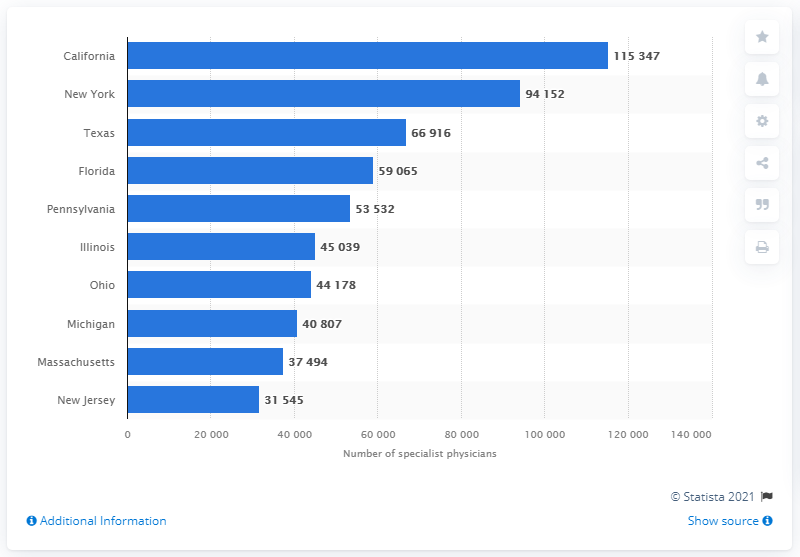 California 115 347
New York 94 152
Texas 66 916
Florida 59 065
Pennsylvania 53 532
Illinois 45 039
Ohio 44 178
Michigan 40 807
Massachusetts 37 494
New Jersey 31 545
0 20 000 40 000 60 000 80 000 100 000 120 000 140 000
Number of specialist physicians
© Statista 2021
Additional Information
Show source